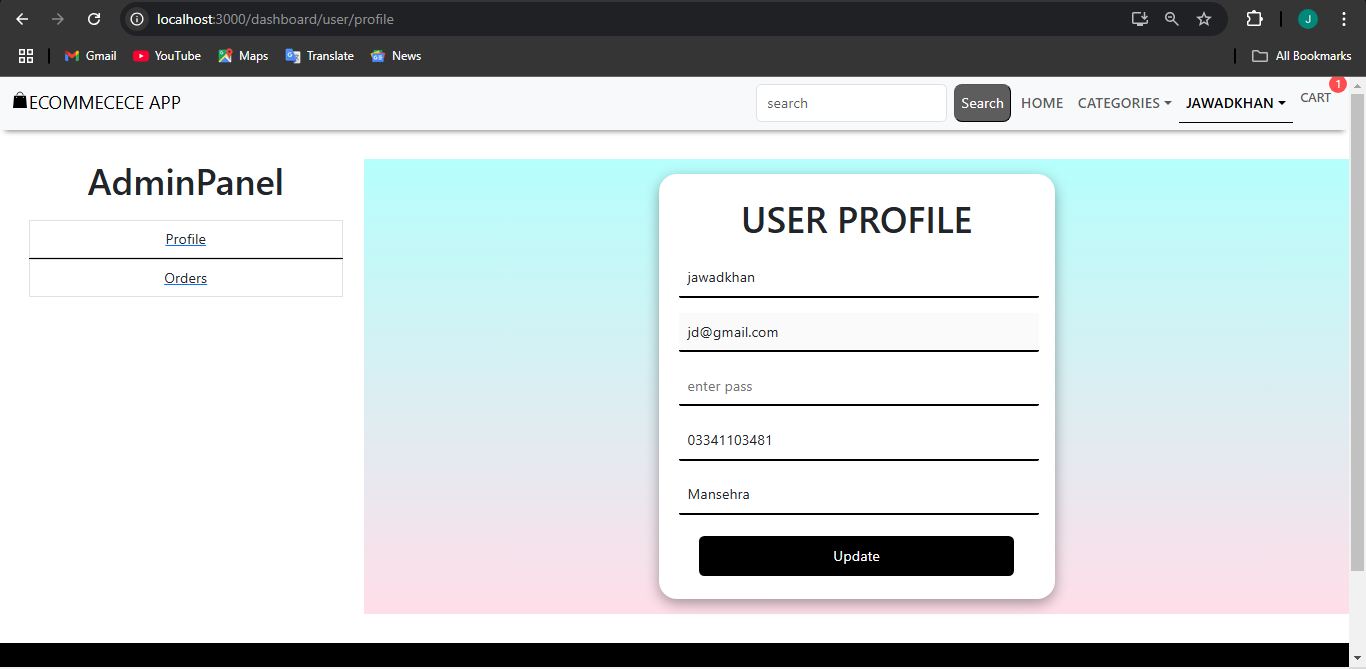 localhost:3000/dashboard/user/profile
J
Gmail YouTube Maps Translate News All Bookmarks
ECOMMECECE APP
search Search HOME CATEGORIES JAWADKHAN CART 1
AdminPanel
Profile
Orders
USER PROFILE
jawadkhan
jd@gmail.com
enter pass
03341103481
Mansehra
Update